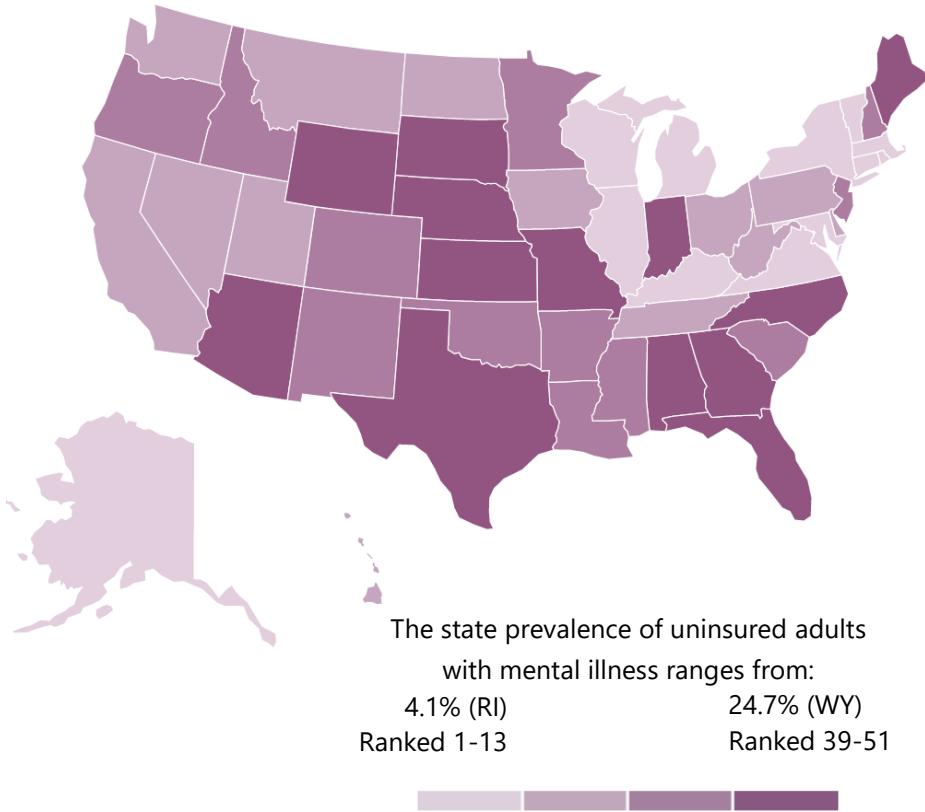 The state prevalence of uninsured adults
with mental illness ranges from:
4.1% (RI) 24.7% (WY)
Ranked 1-13 Ranked 39-51